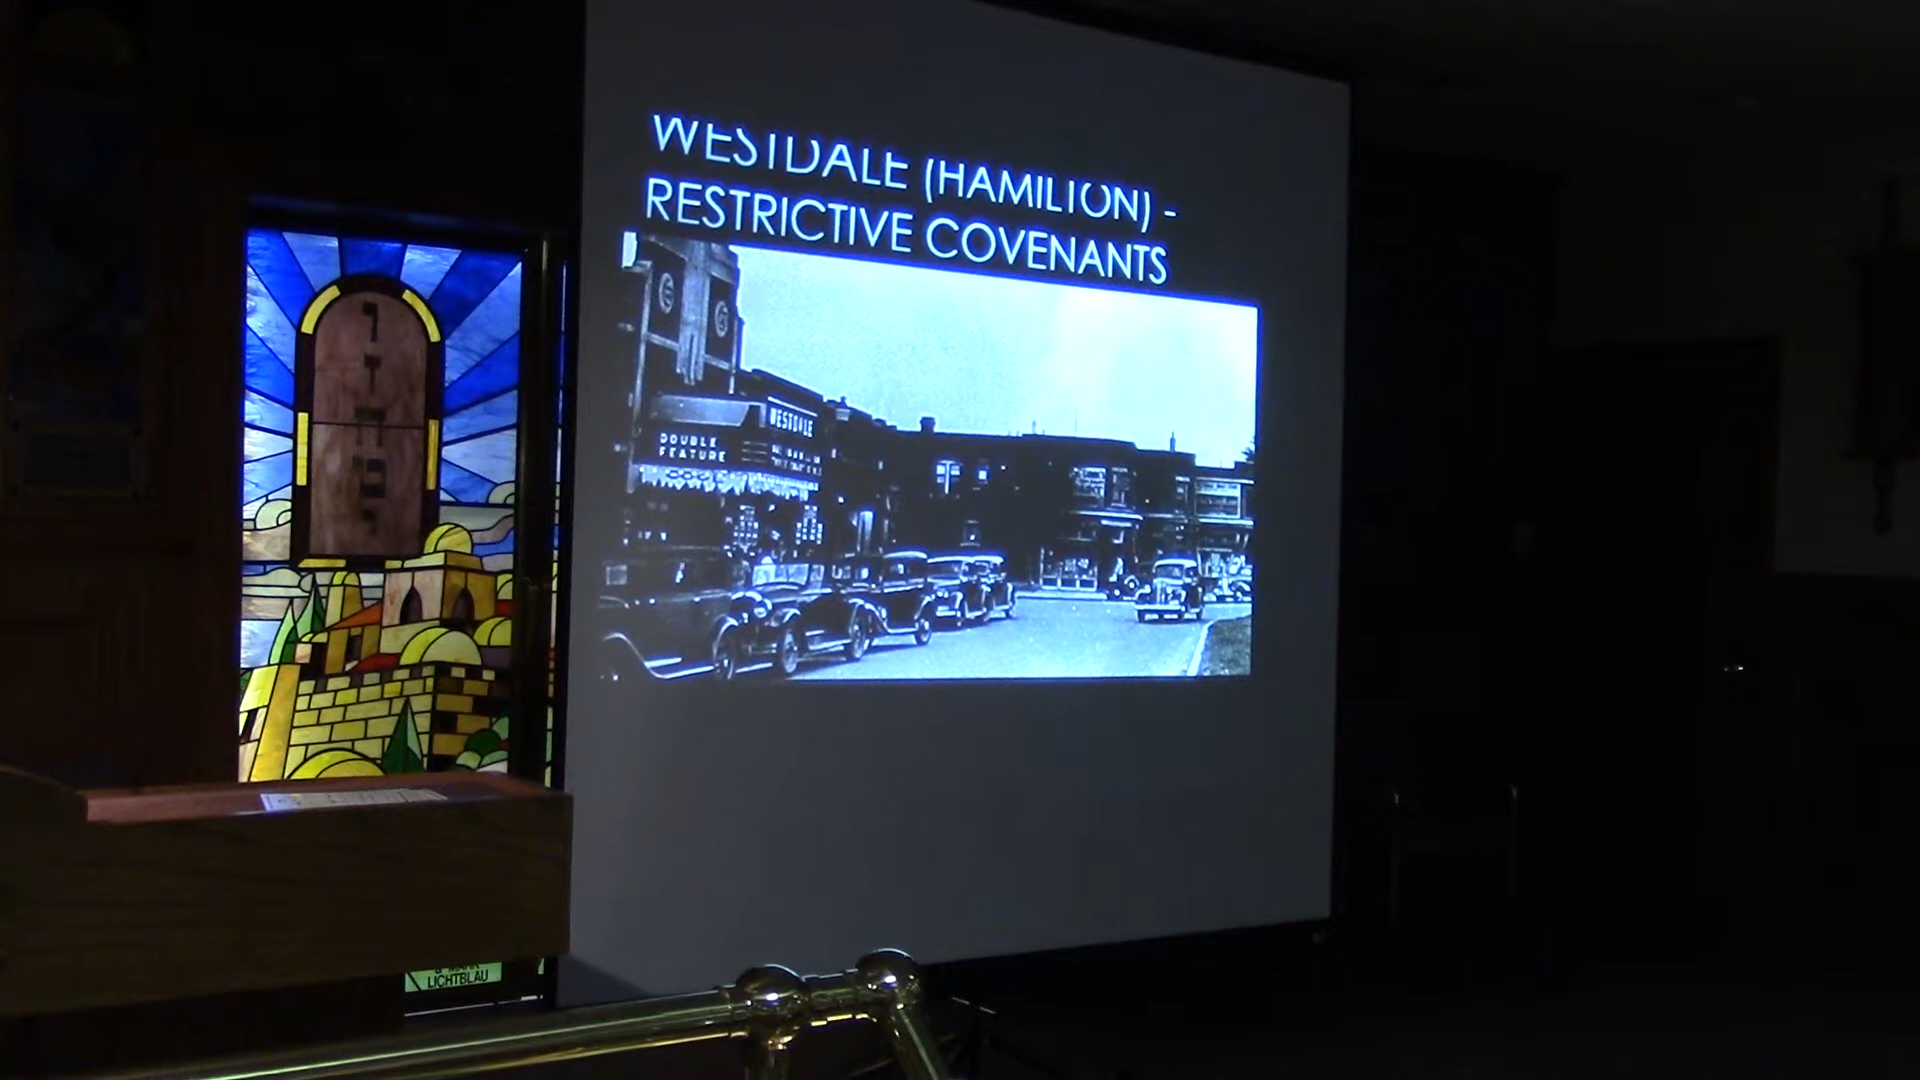 WESTDALE (HAMILTON) -
RESTRICTIVE COVENANTS
WESTDALE
DOUBLE
FEATURE
LICHTBLAU